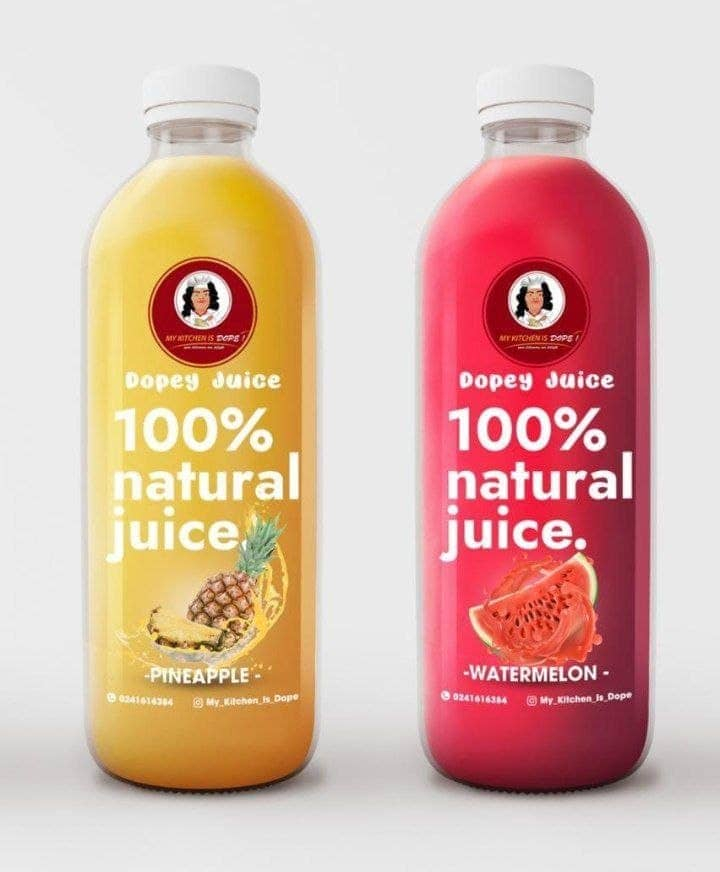 MY KITCHEN IS DOPE !
Dopey Juice
100%
natural
juice.
-PINEAPPLE -
0241616384 My_Kitchen_Is_Dope
MY KITCHEN IS DOPE !
Dopey Juice
100%
natural
juice.
-WATERMELON -
0241616384 My_Kitchen_Is_Dope